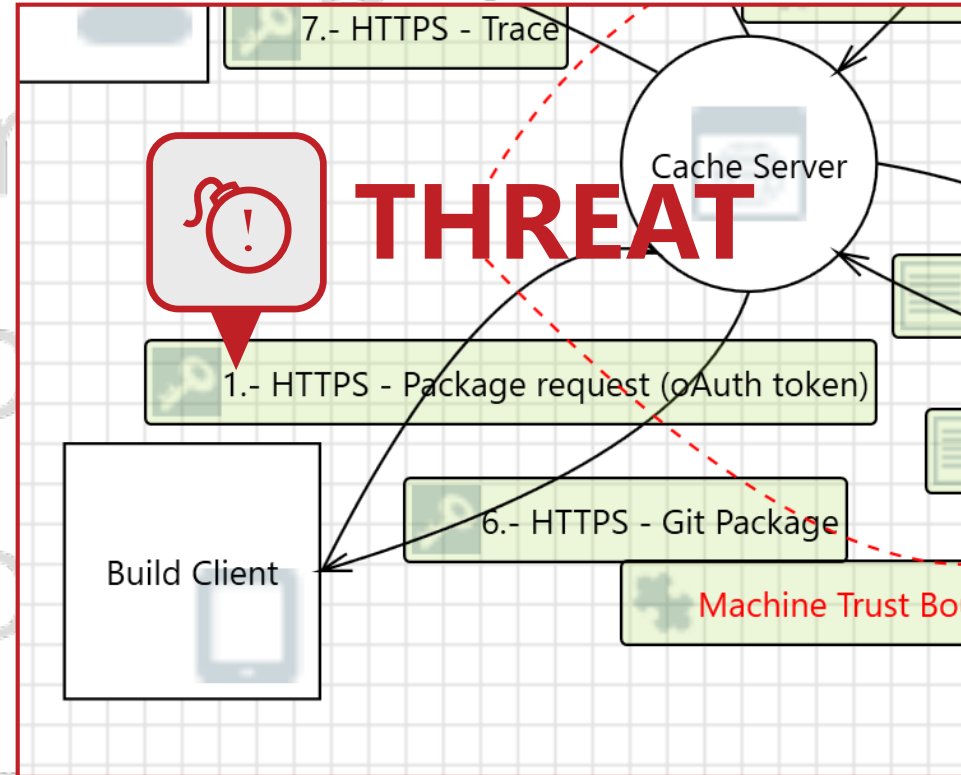 7.- HTTPS - Trace
Cache Server
!
THREAT
1.- HTTPS - Package request (oAuth token)
6.- HTTPS - Git Package
Build Client
Machine Trust Bo